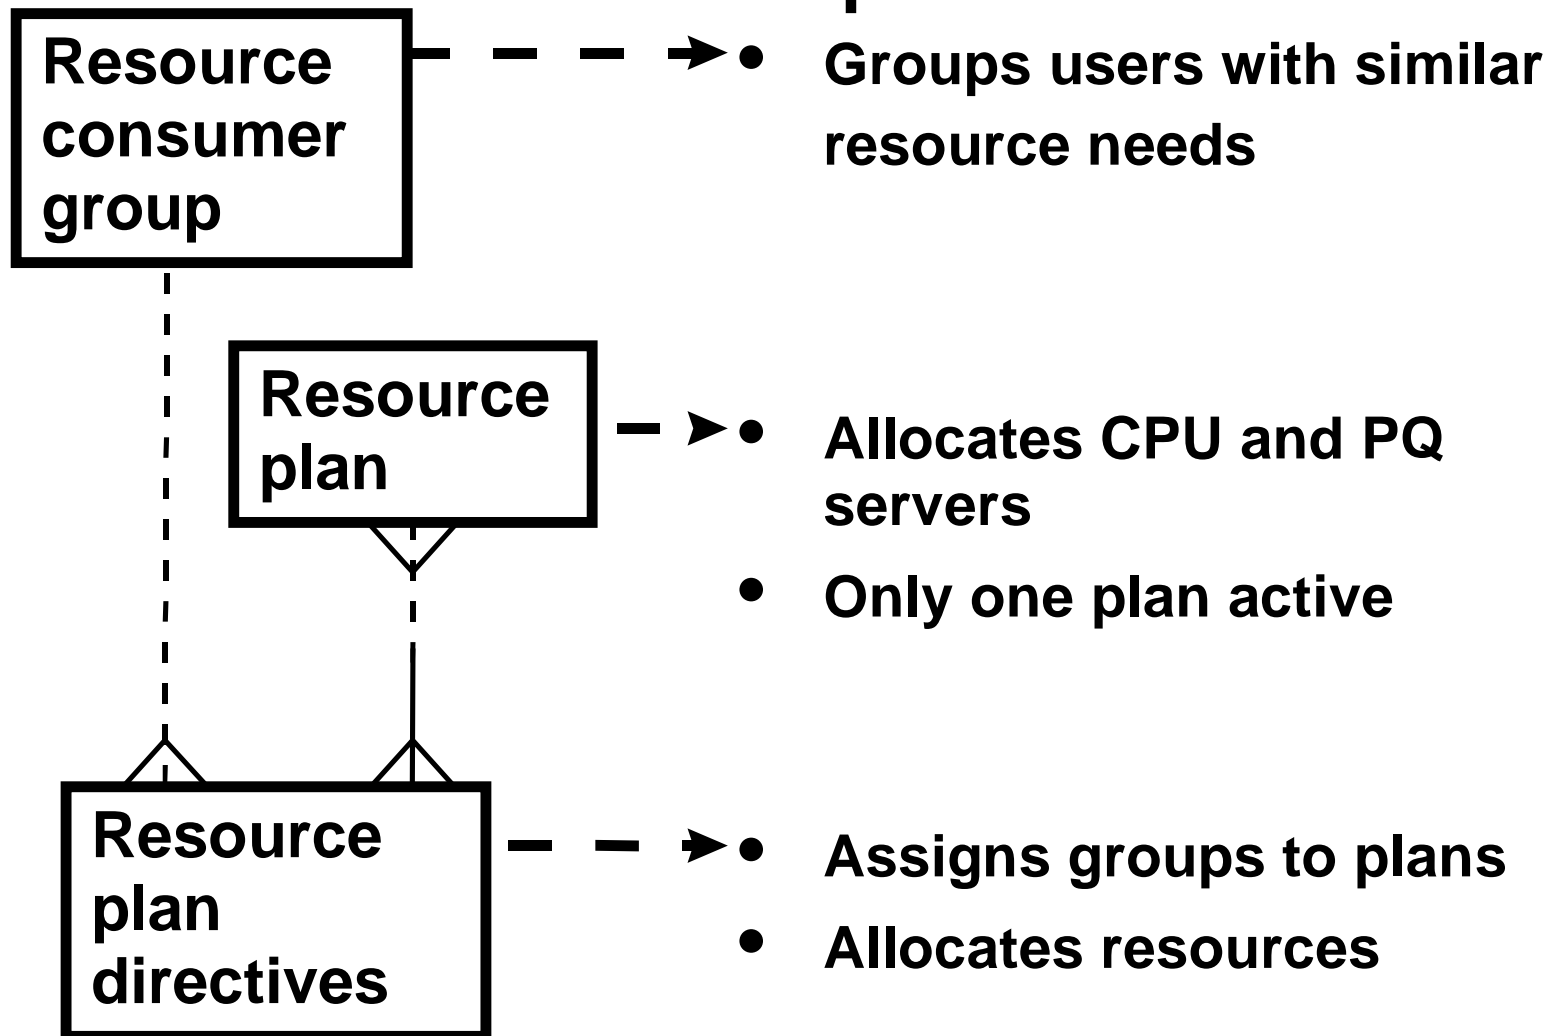 Resource
consumer
group
• Groups users with similar
resource needs
Resource
plan
• Allocates CPU and PQ
servers
• Only one plan active
Resource
plan
directives
• Assigns groups to plans
• Allocates resources